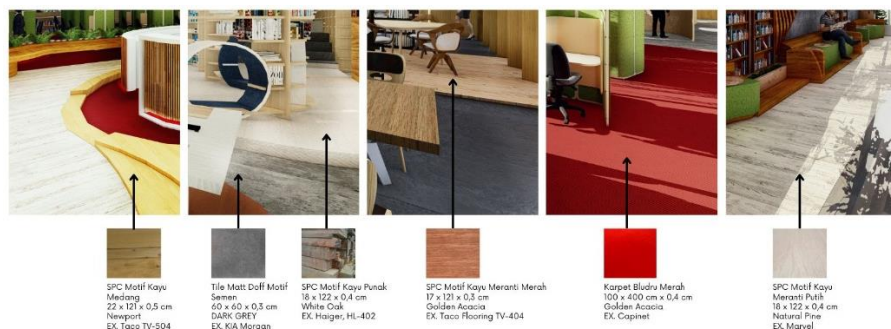 SPC Motif Kayu
Medang
22 x 121 x 0,5 cm
Newport
EX. Taco TV-504
Tile Matt Doff Motif
Semen
60 x 60 x 0,3 cm
DARK GREY
EX. KIA Morgan
SPC Motif Kayu Punak
18 x 122 x 0,4 cm
White Oak
EX. Haiger, HL-402
SPC Motif Kayu Meranti Merah
17 x 121 x 0,3 cm
Golden Acacia
EX. Taco Flooring TV-404
Karpet Bludru Merah
100 x 400 cm x 0,4 cm
Golden Acacia
EX. Capinet
SPC Motif Kayu
Meranti Putih
18 x 122 x 0,4 cm
Natural Pine
EX. Marvel